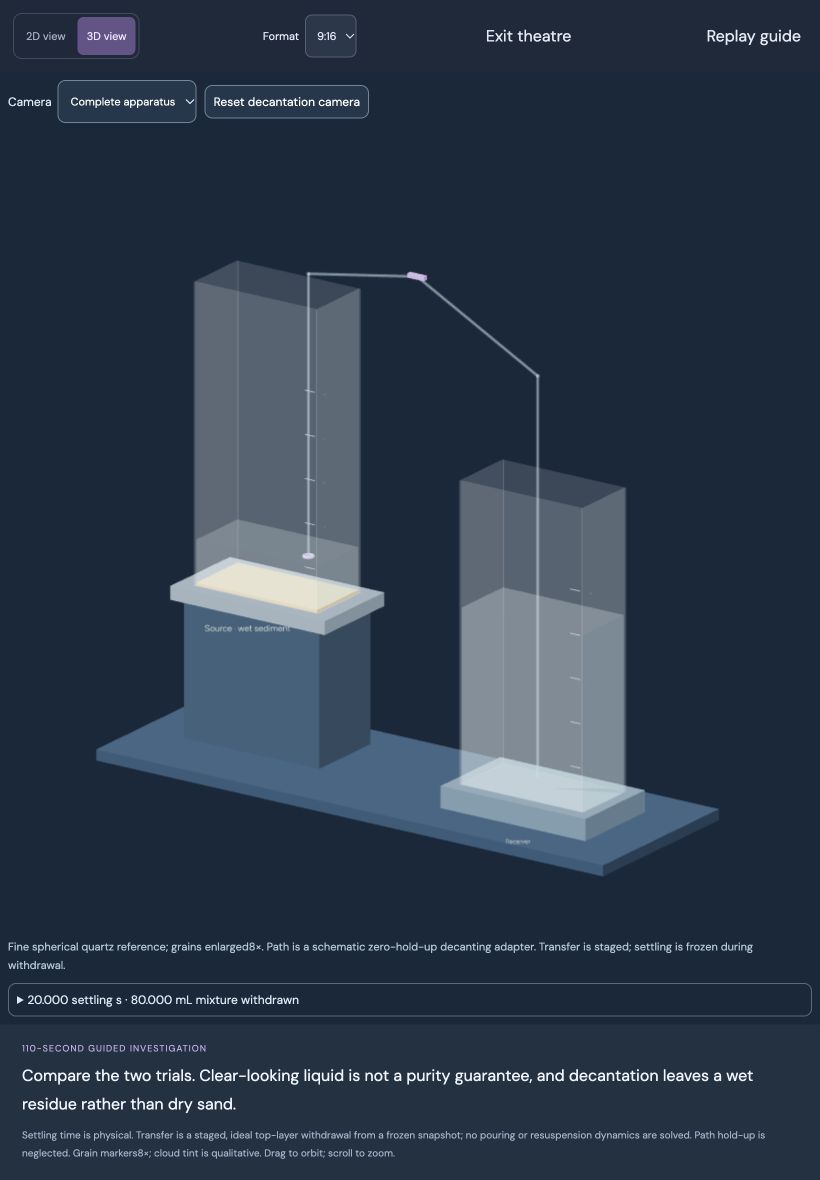 2D view 3D view Format 9:16 Exit theatre Replay guide
Camera Complete apparatus Reset decantation camera
Source · wet sediment
Receiver
Fine spherical quartz reference; grains enlarged8×. Path is a schematic zero-hold-up decanting adapter. Transfer is staged; settling is frozen during
withdrawal.
▶ 20.000 settling s · 80.000 mL mixture withdrawn
110-SECOND GUIDED INVESTIGATION
Compare the two trials. Clear-looking liquid is not a purity guarantee, and decantation leaves a wet
residue rather than dry sand.
Settling time is physical. Transfer is a staged, ideal top-layer withdrawal from a frozen snapshot; no pouring or resuspension dynamics are solved. Path hold-up is
neglected. Grain markers8×; cloud tint is qualitative. Drag to orbit; scroll to zoom.